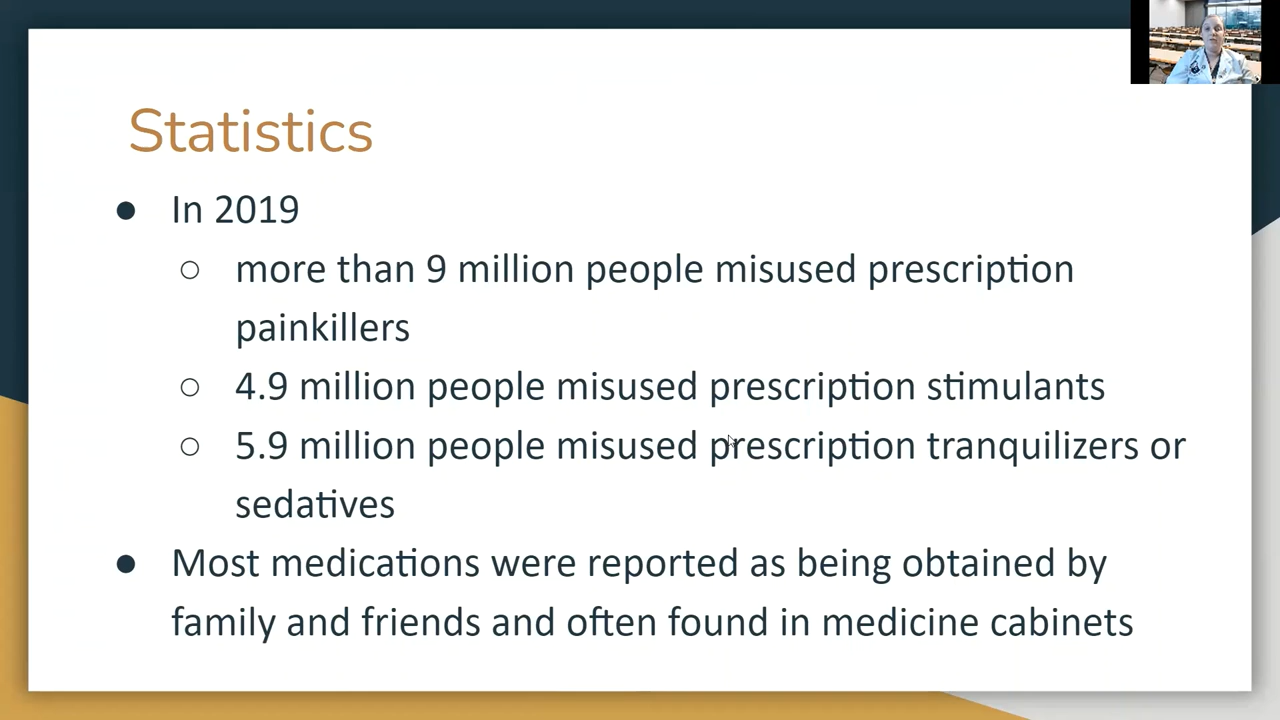 Statistics
● In 2019
○ more than 9 million people misused prescription
painkillers
○ 4.9 million people misused prescription stimulants
○ 5.9 million people misused prescription tranquilizers or
sedatives
● Most medications were reported as being obtained by
family and friends and often found in medicine cabinets